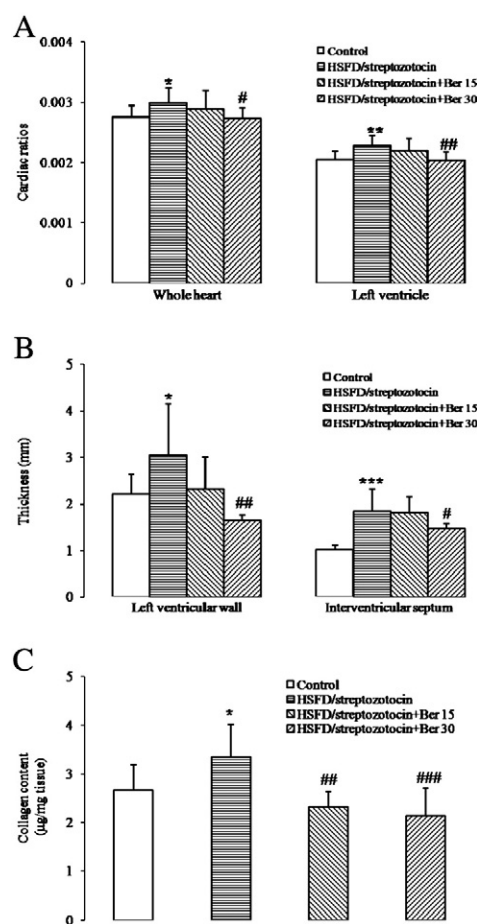 A
0.004
0.003
0.002
0.001
0
Cardiac ratios
Control
HSFD/streptozotocin
HSFD/streptozotocin+Ber 15
HSFD/streptozotocin+Ber 30
*
#
**
##
Whole heart
Left ventricle
B
5
4
3
2
1
0
Thickness (mm)
Control
HSFD/streptozotocin
HSFD/streptozotocin+Ber 15
HSFD/streptozotocin+Ber 30
*
##
***
#
Left ventricular wall
Interventricular septum
C
5
4
3
2
1
0
Collagen content
(µg/mg tissue)
Control
HSFD/streptozotocin
HSFD/streptozotocin+Ber 15
HSFD/streptozotocin+Ber 30
*
##
###